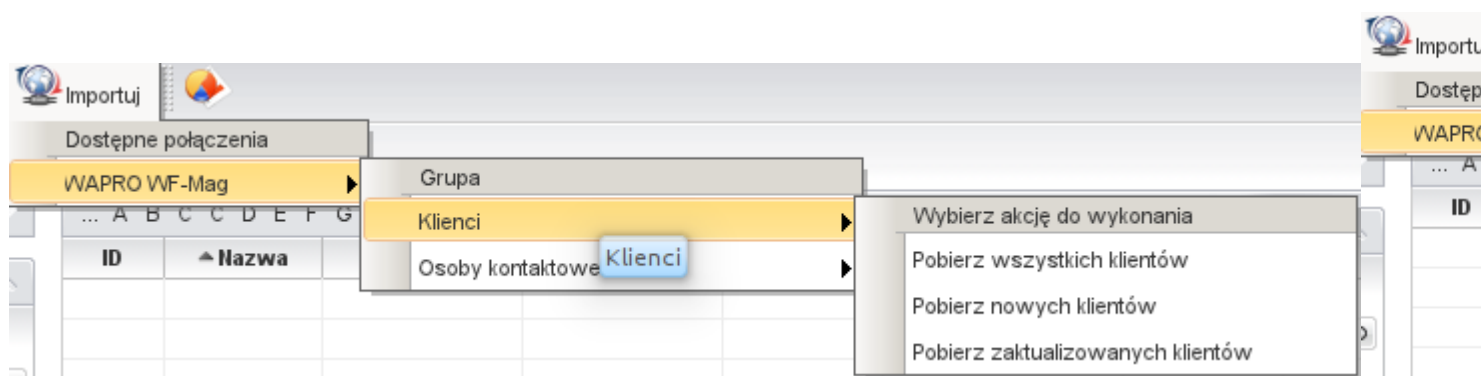 Importuj
Dostępne połączenia
WAPRO WF-Mag
Grupa
... A B C C D E F G
Klienci
Wybierz akcję do wykonania
ID Nazwa
Klienci
Osoby kontaktowe
Pobierz wszystkich klientów
Pobierz nowych klientów
Pobierz zaktualizowanych klientów
Importu
Dostęp
WAPRO
... A
ID